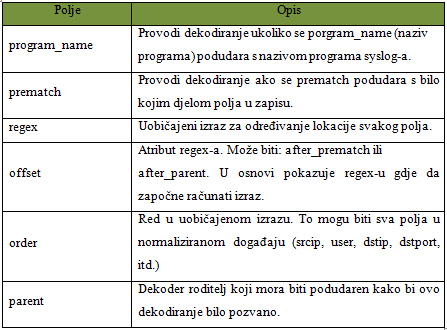 Polje Opis
program_name Provodi dekodiranje ukoliko se porgram_name (naziv
programa) podudara s nazivom programa syslog-a.
prematch Provodi dekodiranje ako se prematch podudara s bilo
kojim djelom polja u zapisu.
regex Uobičajeni izraz za određivanje lokacije svakog polja.
offset Atribut regex-a. Može biti: after_prematch ili
after_parent. U osnovi pokazuje regex-u gdje da
započne računati izraz.
order Red u uobičajenom izrazu. To mogu biti sva polja u
normaliziranom događaju (srcip, user, dstip, dstport,
itd.)
parent Dekoder roditelj koji mora biti podudaren kako bi ovo
dekodiranje bilo pozvano.